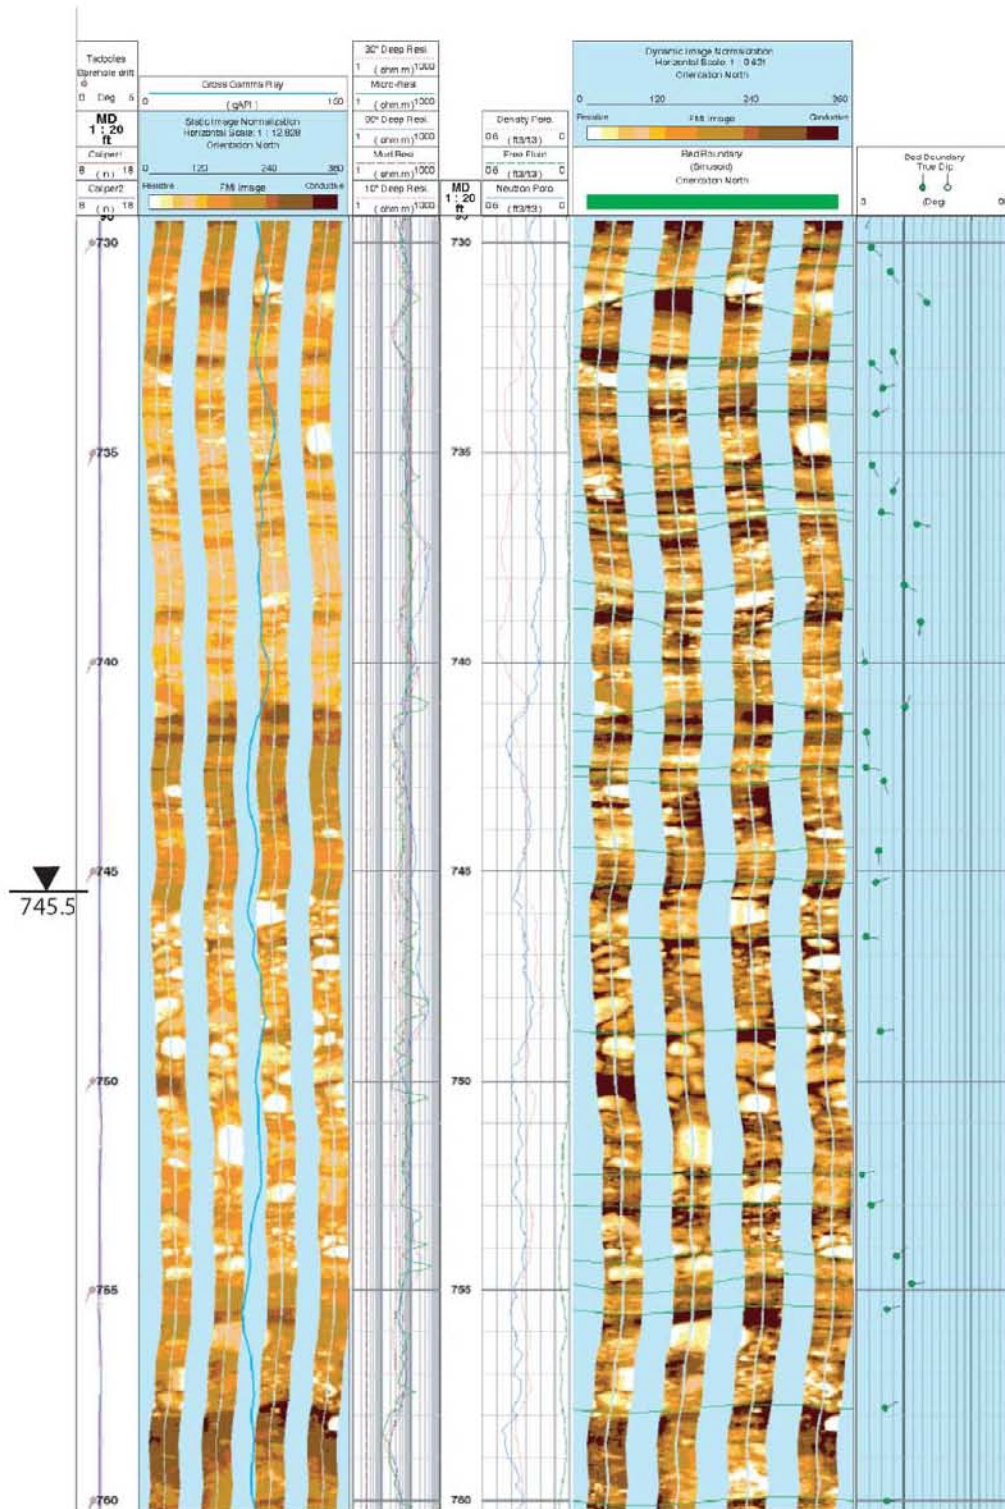 Tadpoles
Borehole drift
0 Deg 5
MD
1 : 20
ft
Caliper1
8 ( n ) 18
Caliper2
8 ( n ) 18
Gross Gamma Ray
0 ( gAPI ) 150
Static Image Normalization
Horizontal Scale: 1 : 12.828
Orientation North
0 120 240 360
Resistive FMI Image Conductive
30" Deep Resi.
1 ( ohm m ) 1000
Micro-Resi
1 ( ohm m ) 1000
90" Deep Resi.
1 ( ohm m ) 1000
Mud Resi
1 ( ohm m ) 1000
10" Deep Resi.
1 ( ohm m ) 1000
MD
1 : 20
ft
Density Poro.
0.6 ( ft3/ft3 ) 0
Free Fluid
0.6 ( ft3/ft3 ) 0
Neutron Poro.
0.6 ( ft3/ft3 ) 0
Dynamic Image Normalization
Orientation North
0 120 240 360
Resistive FMI Image Conductive
Bed Boundary
(Sinusoid)
Orientation North
Bed Boundary
True Dip
(Deg)
730 730
735 735
740 740
745 745
745.5
750 750
755 755
760 760